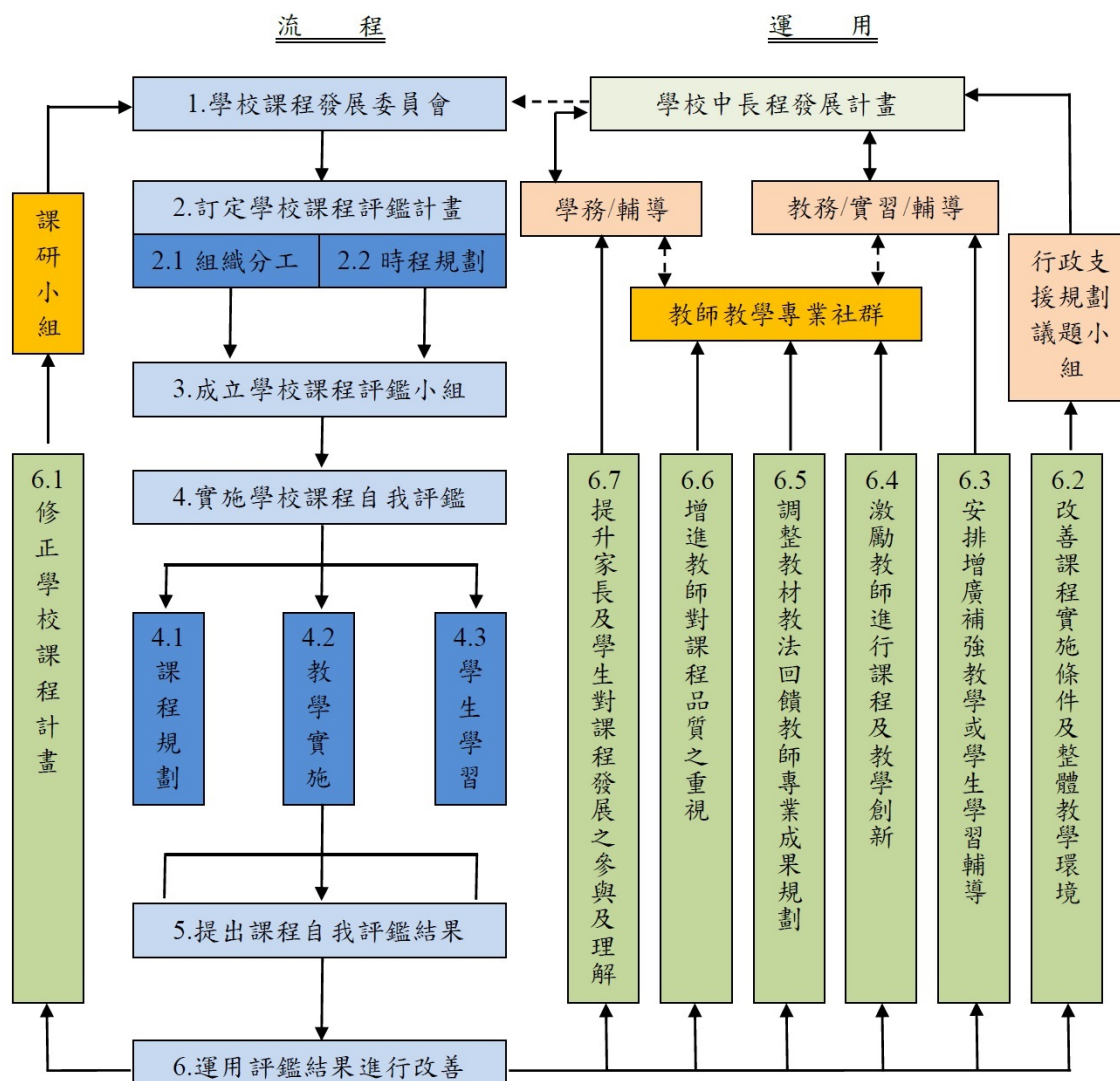 流　　程
運　　用
1.學校課程發展委員會
學校中長程發展計畫
課研小組
2.訂定學校課程評鑑計畫
學務/輔導
教務/實習/輔導
2.1 組織分工
2.2 時程規劃
行政支
援規劃
議題小
組
教師教學專業社群
3.成立學校課程評鑑小組
6.1 修正學校課程計畫
4.實施學校課程自我評鑑
4.1 課程規劃
4.2 教學實施
4.3 學生學習
5.提出課程自我評鑑結果
6.運用評鑑結果進行改善
6.7 提升家長及學生對課程發展之參與及理解
6.6 增進教師對課程品質之重視
6.5 調整教材教法回饋教師專業成果規劃
6.4 激勵教師進行課程及教學創新
6.3 安排增廣補強教學或學生學習輔導
6.2 改善課程實施條件及整體教學環境